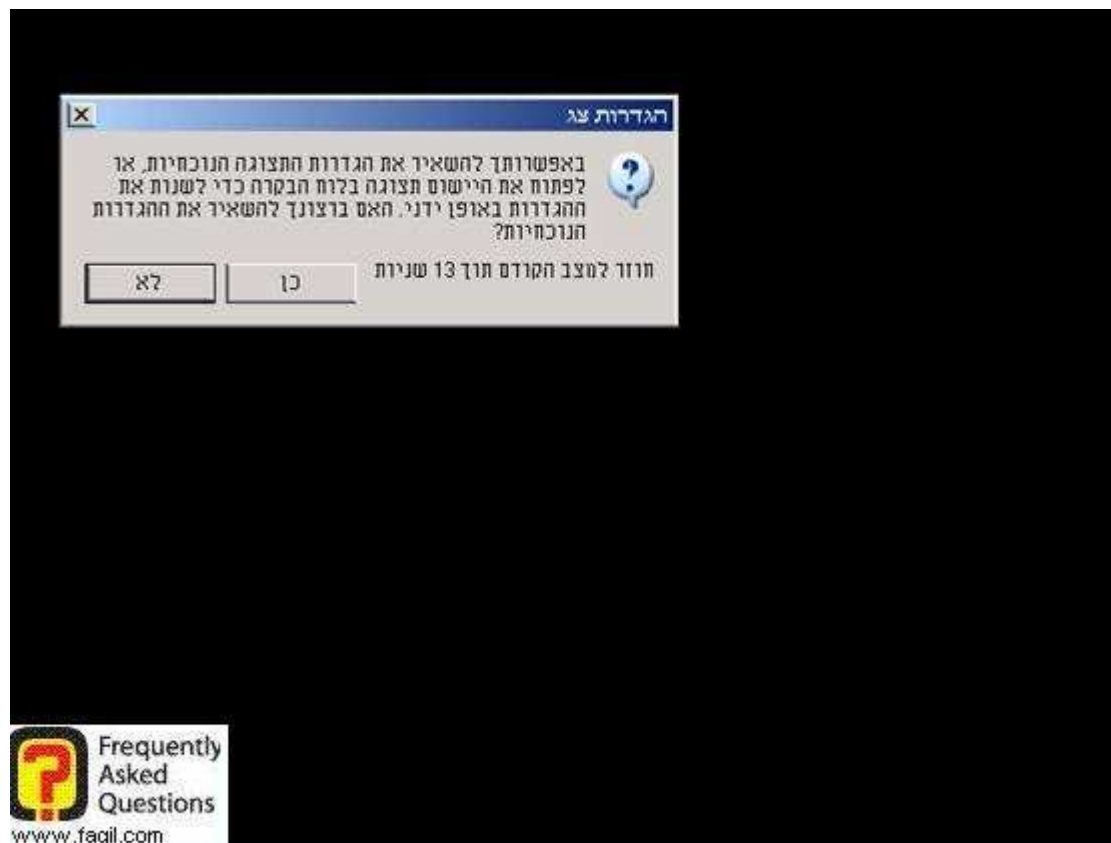 הגדרות צג
באפשרותך להשאיר את הגדרות התצוגה הנוכחיות, או
לפתוח את היישום תצוגה בלוח הבקרה כדי לשנות את
ההגדרות באופן ידני. האם ברצונך להשאיר את ההגדרות
הנוכחיות?
חוזר למצב הקודם תוך 13 שניות
כן
לא
Frequently
Asked
Questions
www.faqil.com